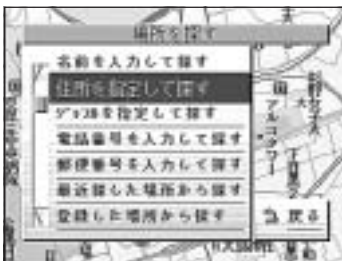 場所を探す
名前を入力して探す
住所を指定して探す
ジャンルを指定して探す
電話番号を入力して探す
郵便番号を入力して探す
最近探した場所から探す
登録した場所から探す
戻る